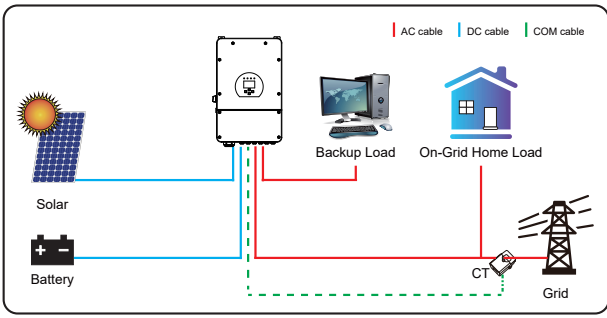 AC cable
DC cable
COM cable
Backup Load
On-Grid Home Load
Solar
Battery
CT
Grid